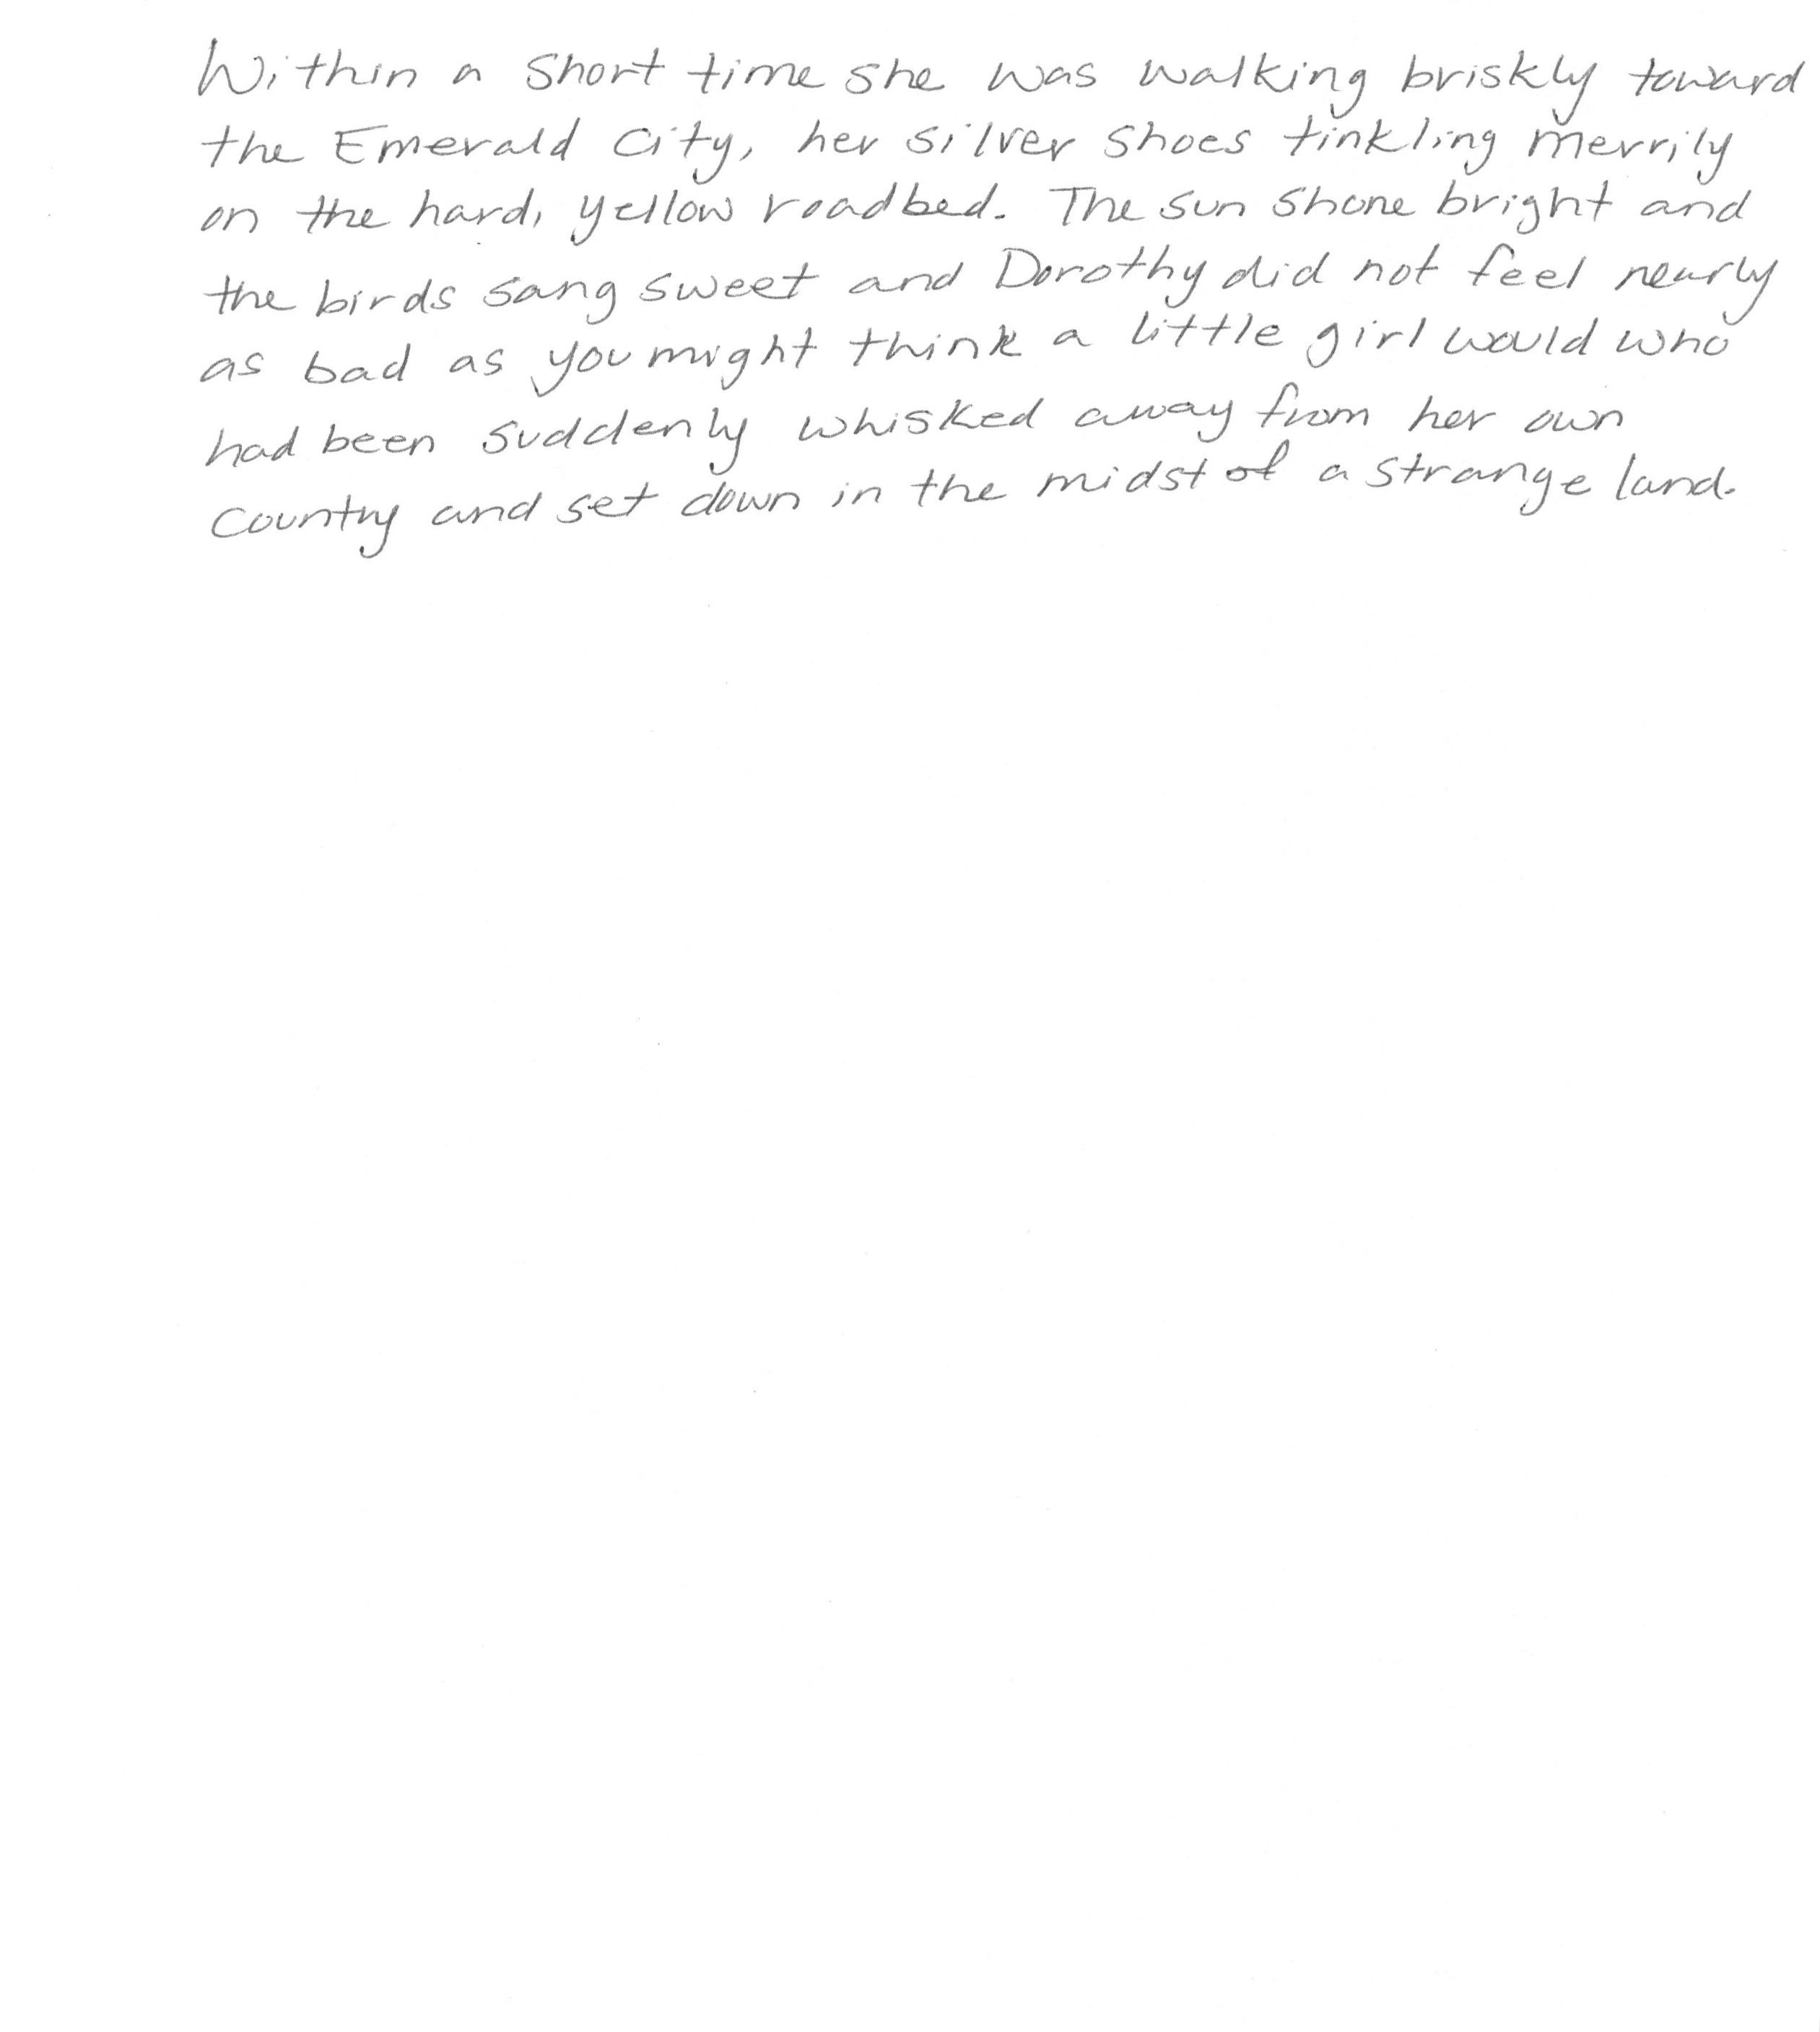 Within a short time she was walking briskly toward
the Emerald City, her silver shoes tinkling merrily
on the hard, yellow roadbed. The sun shone bright and
the birds sang sweet and Dorothy did not feel nearly
as bad as you might think a little girl would who
had been suddenly whisked away from her own
country and set down in the midst of a strange land.